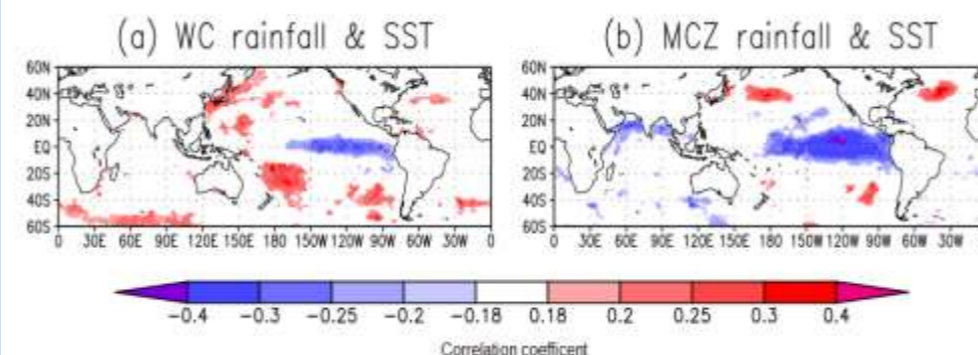 (a) WC rainfall & SST
(b) MCZ rainfall & SST
60N
40N
20N
EQ
20S
40S
60S
0 30E 60E 90E 120E 150E 180 150W 120W 90W 60W 30W 0
60N
40N
20N
EQ
20S
40S
60S
0 30E 60E 90E 120E 150E 180 150W 120W 90W 60W 30W
-0.4 -0.3 -0.25 -0.2 -0.18 0.18 0.2 0.25 0.3 0.4
Correlation coefficent